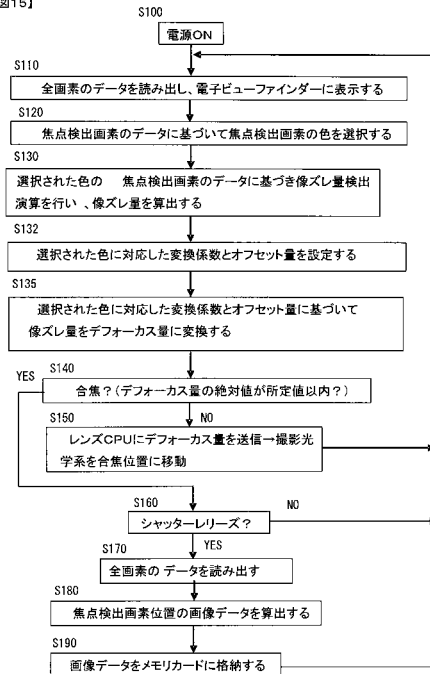 【図15】
S100
電源ON
S110
全画素のデータを読み出し、電子ビューファインダーに表示する
S120
焦点検出画素のデータに基づいて焦点検出画素の色を選択する
S130
選択された色の 焦点検出画素のデータに基づき像ズレ量検出
演算を行い 、像ズレ量を算出する
S132
選択された色に対応した変換係数とオフセット量を設定する
S135
選択された色に対応した変換係数とオフセット量に基づいて
像ズレ量をデフォーカス量に変換する
S140
YES
合焦?(デフォーカス量の絶対値が所定値以内?)
NO
S150
レンズCPUにデフォーカス量を送信→撮影光
学系を合焦位置に移動
S160
NO
シャッターレリーズ?
YES
S170
全画素の データを読み出す
S180
焦点検出画素位置の画像データを算出する
S190
画像データをメモリカードに格納する